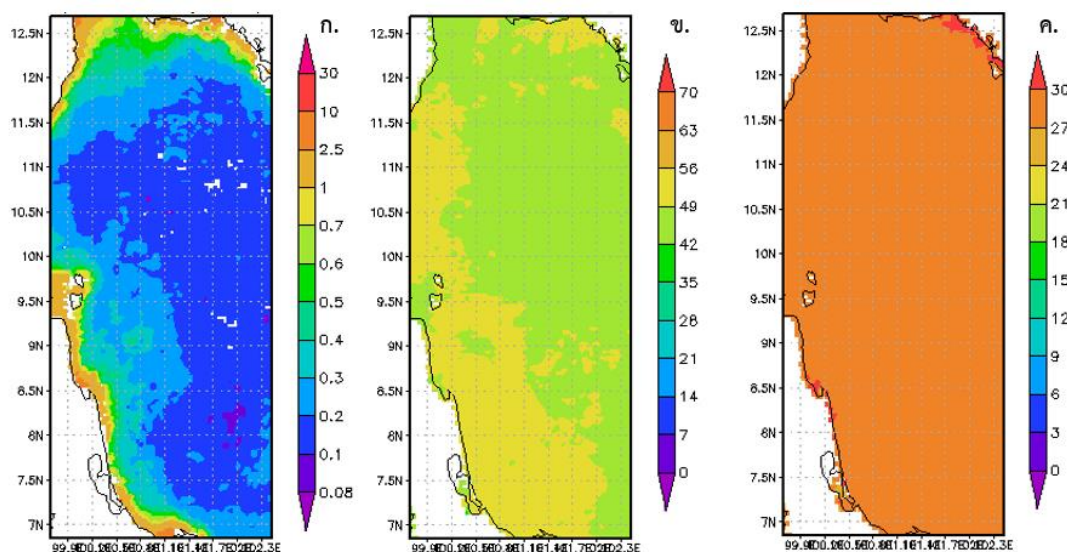 ก.
12.5N
12N
11.5N
11N
10.5N
10N
9.5N
9N
8.5N
8N
7.5N
7N
30
10
2.5
1
0.7
0.6
0.5
0.4
0.3
0.2
0.1
0.08
ข.
12.5N
12N
11.5N
11N
10.5N
10N
9.5N
9N
8.5N
8N
7.5N
7N
70
63
56
49
42
35
28
21
14
7
0
ค.
12.5N
12N
11.5N
11N
10.5N
10N
9.5N
9N
8.5N
8N
7.5N
7N
30
27
24
21
18
15
12
9
6
3
0